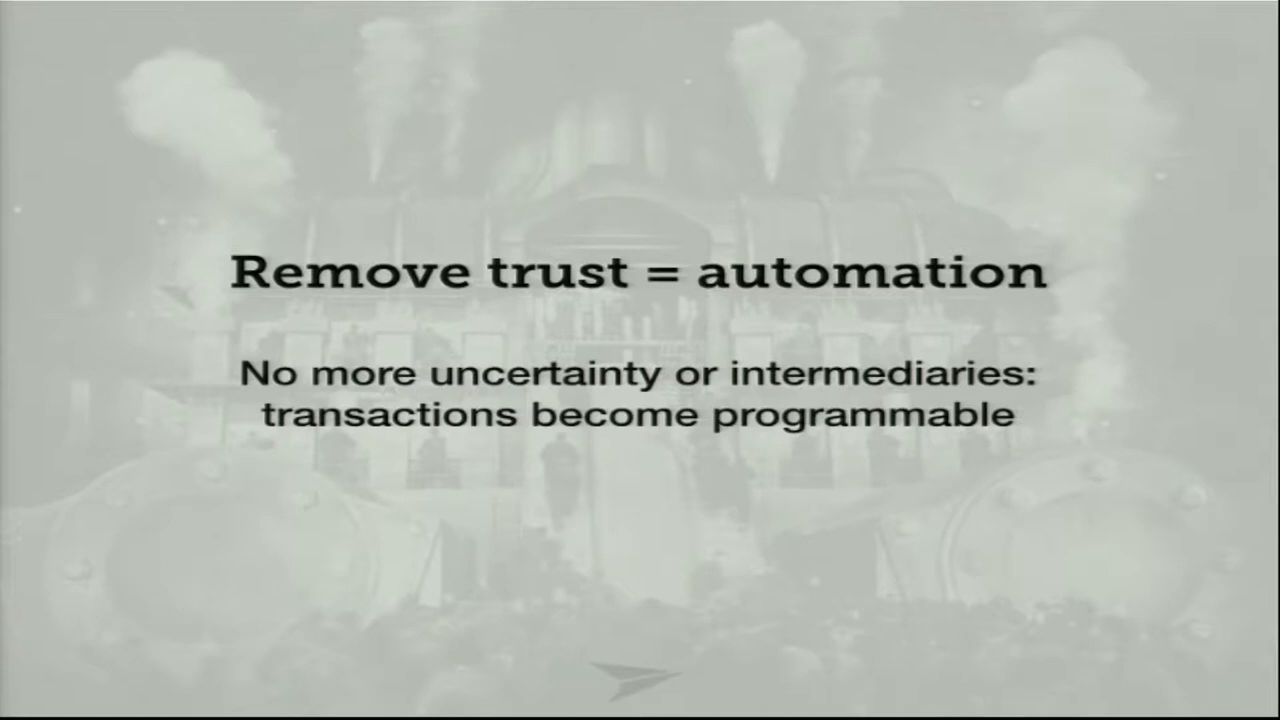 Remove trust = automation
No more uncertainty or intermediaries:
transactions become programmable